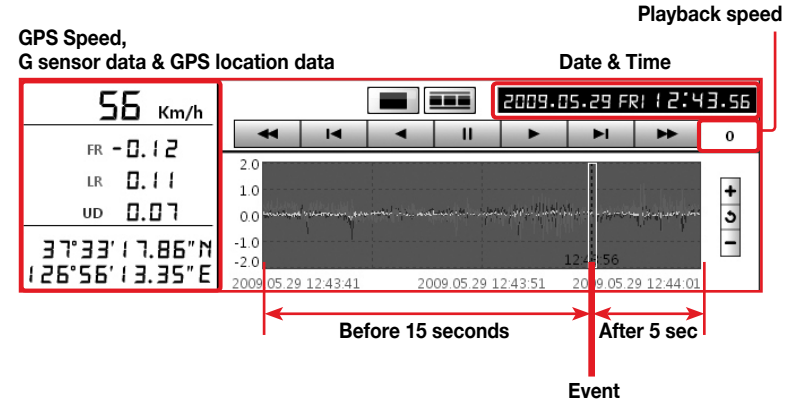 Playback speed
GPS Speed,
G sensor data & GPS location data
Date & Time
56 Km/h
2009.05.29 FRI 12:43.56
FR -0.12
0
LR 0.11
UD 0.07
37°33'17.86"N
126°56'13.35"E
2.0
1.0
0.0
-1.0
-2.0
12:43:56
2009.05.29 12:43:41
2009.05.29 12:43:51
2009.05.29 12:44:01
Before 15 seconds
After 5 sec
Event